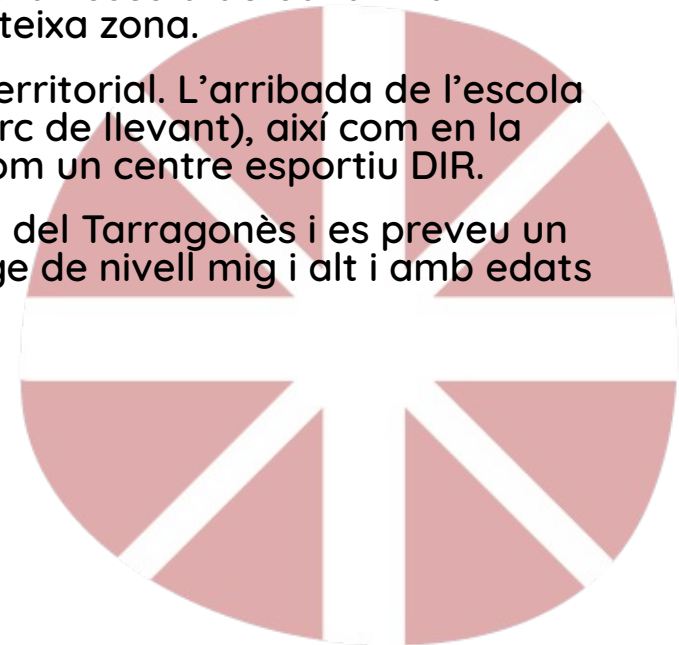 teixa zona.
erritorial. L'arribada de l'escola
rc de llevant), així com en la
om un centre esportiu DIR.
del Tarragonès i es preveu un
ge de nivell mig i alt i amb edats